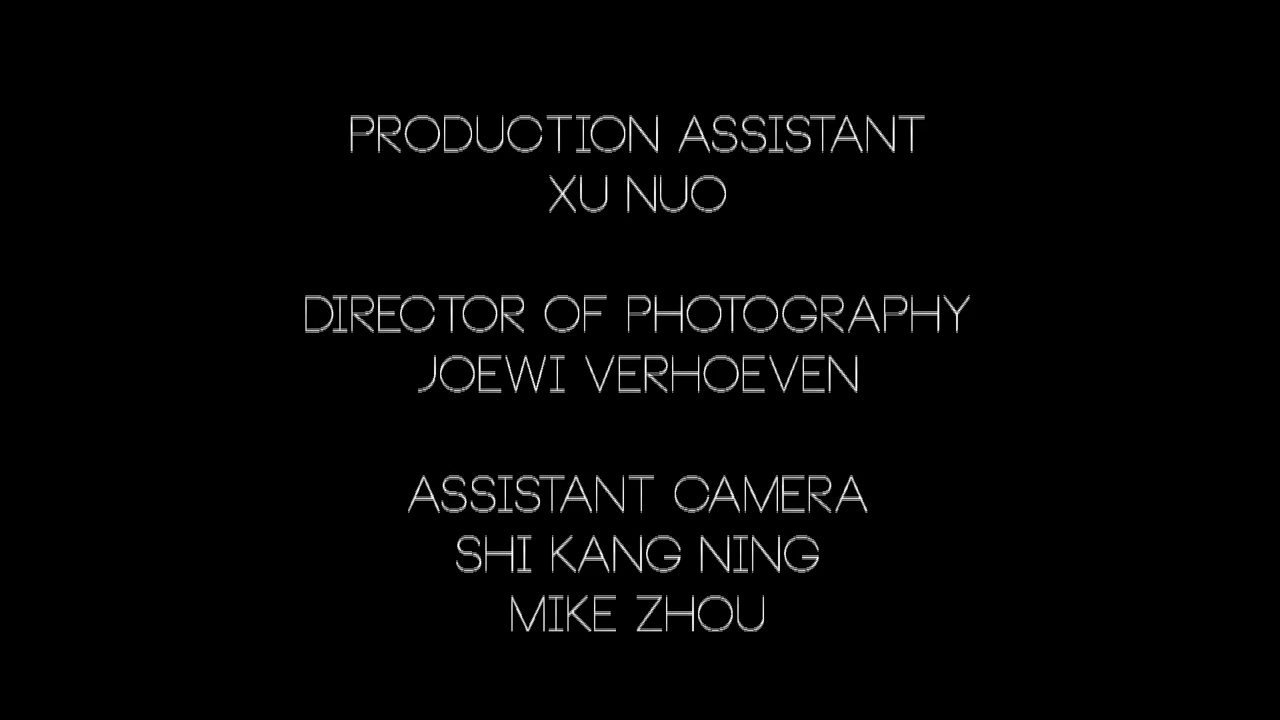 PRODUCTION ASSISTANT
XU NUO
DIRECTOR OF PHOTOGRAPHY
JOEWI VERHOEVEN
ASSISTANT CAMERA
SHI KANG NING
MIKE ZHOU